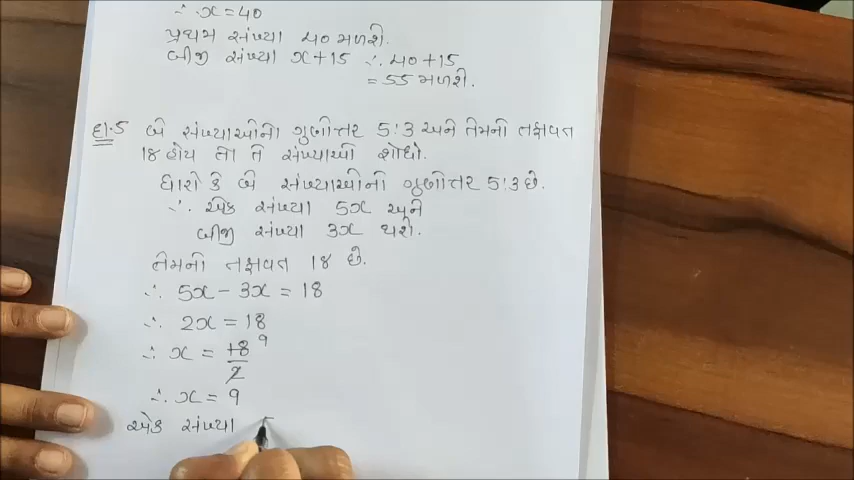 ∴ x = 40
પ્રથમ સંખ્યા 40 મળશે.
બીજી સંખ્યા x + 15 ∴ 40 + 15
= 55 મળશે.
દા.5 બે સંખ્યાઓનો ગુણોત્તર 5:3 અને તેમનો તફાવત
18 હોય તો તે સંખ્યાઓ શોધો.
ધારો કે બે સંખ્યાઓનો ગુણોત્તર 5:3 છે.
∴ એક સંખ્યા 5x અને
બીજી સંખ્યા 3x થશે.
તેમનો તફાવત 18 છે.
∴ 5x - 3x = 18
∴ 2x = 18
∴ x = 18/2 9
∴ x = 9
એક સંખ્યા